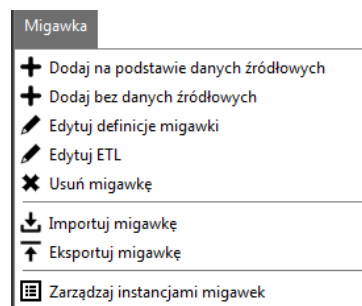 Migawka
Dodaj na podstawie danych źródłowych
Dodaj bez danych źródłowych
Edytuj definicje migawki
Edytuj ETL
Usuń migawkę
Importuj migawkę
Eksportuj migawkę
Zarządzaj instancjami migawek